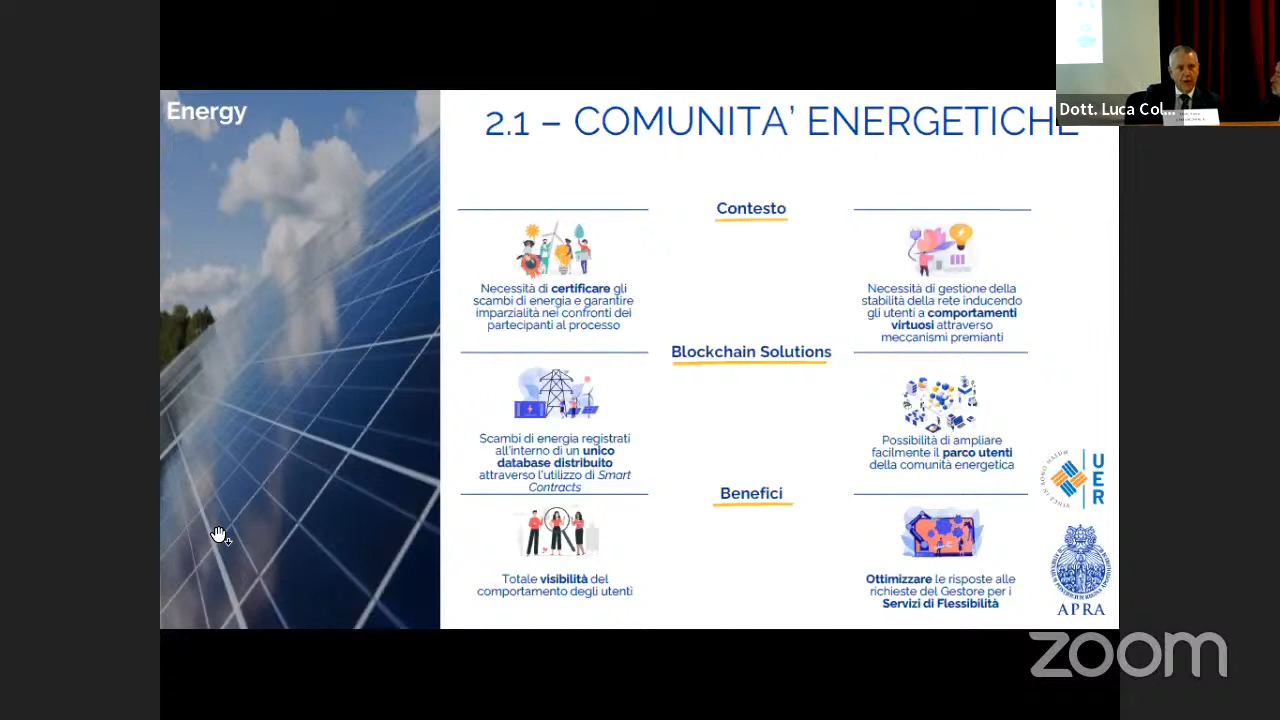 Energy
2.1 – COMUNITA' ENERGETICHE
Dott. Luca Col...
Contesto
Necessità di certificare gli
scambi di energia e garantire
imparzialità nei confronti dei
partecipanti al processo
Necessità di gestione della
stabilità della rete inducendo
gli utenti a comportamenti
virtuosi attraverso
meccanismi premianti
Blockchain Solutions
Scambi di energia registrati
all'interno di un unico
database distribuito
attraverso l'utilizzo di Smart
Contracts
Possibilità di ampliare
facilmente il parco utenti
della comunità energetica
Benefici
Totale visibilità del
comportamento degli utenti
Ottimizzare le risposte alle
richieste del Gestore per i
Servizi di Flessibilità
UER
APRA
zoom